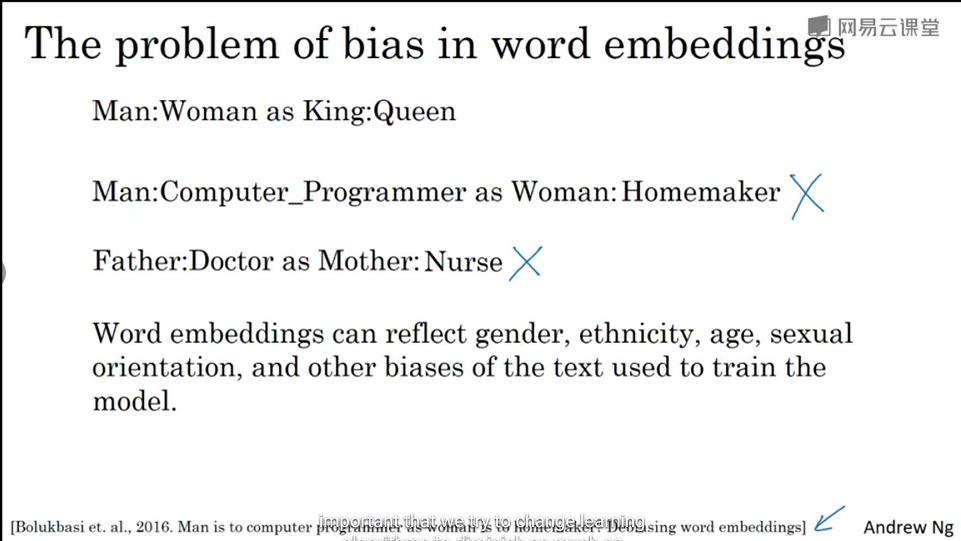 The problem of bias in word embeddings
网易云课堂
Man:Woman as King:Queen
Man:Computer_Programmer as Woman:Homemaker
Father:Doctor as Mother:Nurse
Word embeddings can reflect gender, ethnicity, age, sexual
orientation, and other biases of the text used to train the
model.
important that we try to change learning
[Bolukbasi et. al., 2016. Man is to computer programmer as woman is to homemaker? Debiasing word embeddings]
Andrew Ng